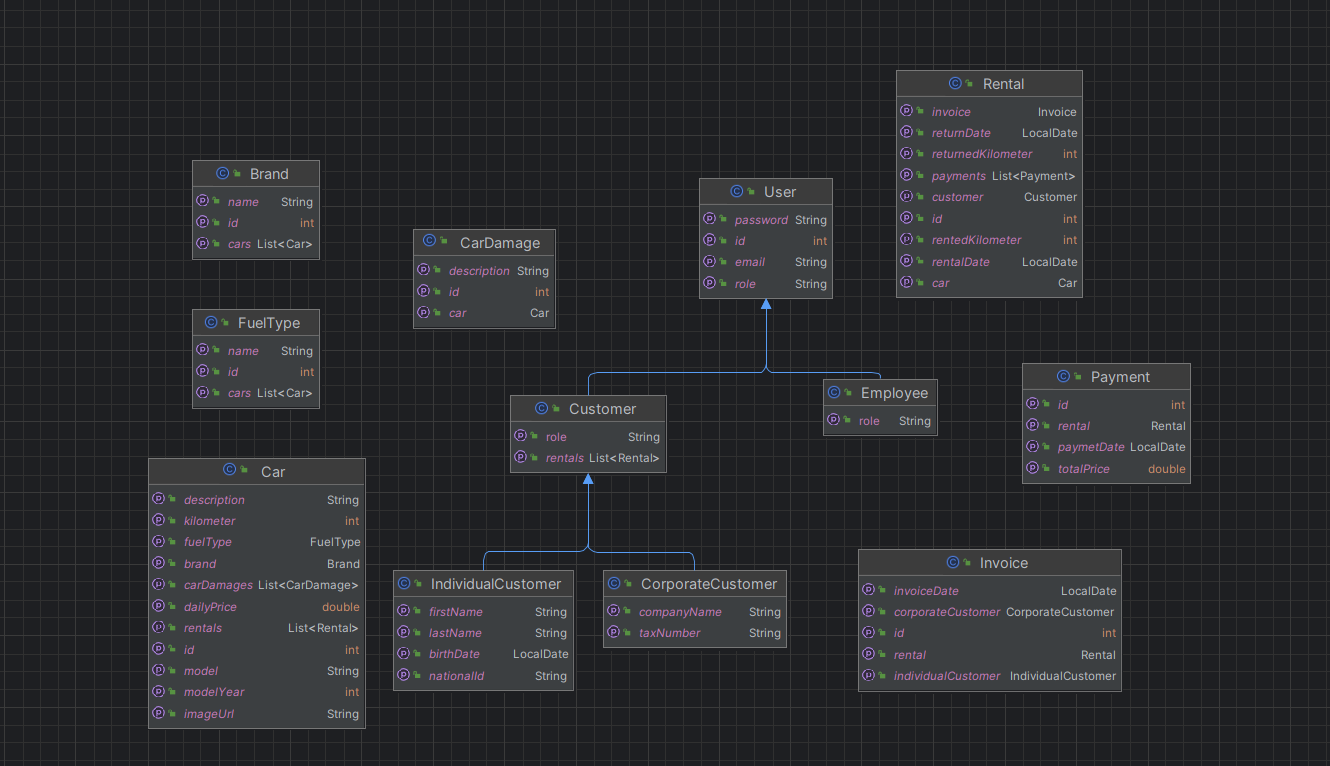 Brand
name String
id int
cars List<Car>
FuelType
name String
id int
cars List<Car>
Car
description String
kilometer int
fuelType FuelType
brand Brand
carDamages List<CarDamage>
dailyPrice double
rentals List<Rental>
id int
model String
modelYear int
imageUrl String
CarDamage
description String
id int
car Car
User
password String
id int
email String
role String
Customer
role String
rentals List<Rental>
Employee
role String
IndividualCustomer
firstName String
lastName String
birthDate LocalDate
nationalId String
CorporateCustomer
companyName String
taxNumber String
Rental
invoice Invoice
returnDate LocalDate
returnedKilometer int
payments List<Payment>
customer Customer
id int
rentedKilometer int
rentalDate LocalDate
car Car
Payment
id int
rental Rental
paymetDate LocalDate
totalPrice double
Invoice
invoiceDate LocalDate
corporateCustomer CorporateCustomer
id int
rental Rental
individualCustomer IndividualCustomer